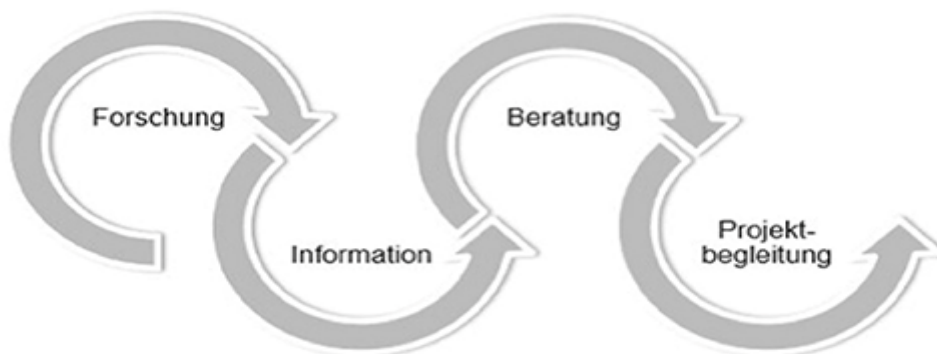 Forschung
Information
Beratung
Projekt-
begleitung